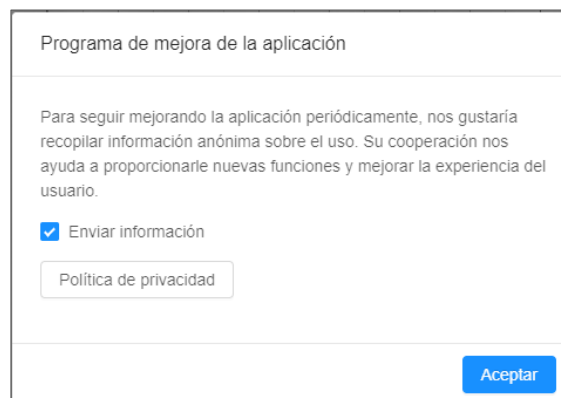 Programa de mejora de la aplicación
Para seguir mejorando la aplicación periódicamente, nos gustaría
recopilar información anónima sobre el uso. Su cooperación nos
ayuda a proporcionarle nuevas funciones y mejorar la experiencia del
usuario.
Enviar información
Política de privacidad
Aceptar